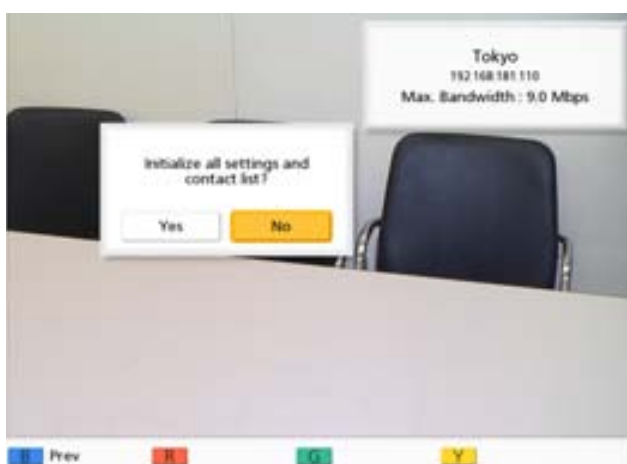 Tokyo
192 168 181 110
Max. Bandwidth : 9.0 Mbps
Initialize all settings and
contact list?
Yes No
B Prev R G Y